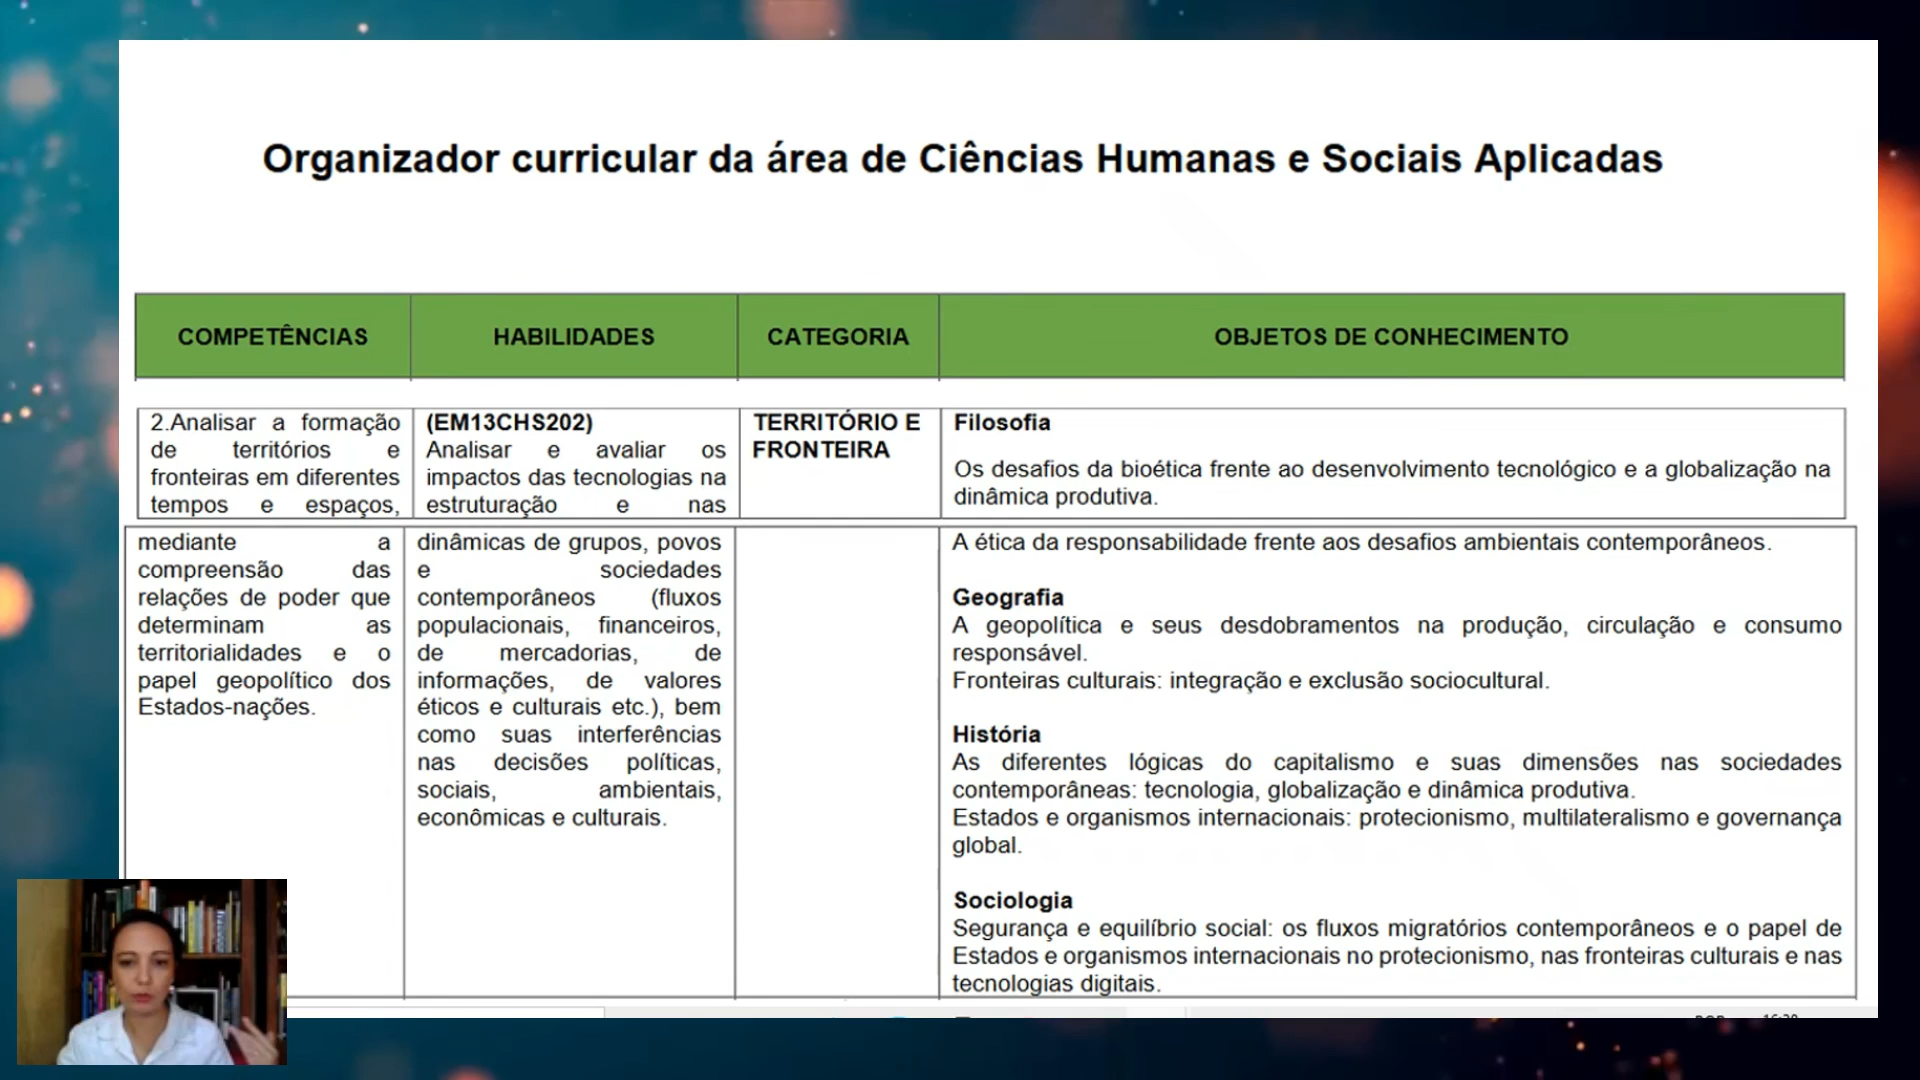 Organizador curricular da área de Ciências Humanas e Sociais Aplicadas
COMPETÊNCIAS
HABILIDADES
CATEGORIA
OBJETOS DE CONHECIMENTO
2.Analisar a formação
de territórios e
fronteiras em diferentes
tempos e espaços,
mediante a
compreensão das
relações de poder que
determinam as
territorialidades e o
papel geopolítico dos
Estados-nações.
(EM13CHS202)
Analisar e avaliar os
impactos das tecnologias na
estruturação e nas
dinâmicas de grupos, povos
e sociedades
contemporâneos (fluxos
populacionais, financeiros,
de mercadorias, de
informações, de valores
éticos e culturais etc.), bem
como suas interferências
nas decisões políticas,
sociais, ambientais,
econômicas e culturais.
TERRITÓRIO E
FRONTEIRA
Filosofia
Os desafios da bioética frente ao desenvolvimento tecnológico e a globalização na
dinâmica produtiva.
A ética da responsabilidade frente aos desafios ambientais contemporâneos.
Geografia
A geopolítica e seus desdobramentos na produção, circulação e consumo
responsável.
Fronteiras culturais: integração e exclusão sociocultural.
História
As diferentes lógicas do capitalismo e suas dimensões nas sociedades
contemporâneas: tecnologia, globalização e dinâmica produtiva.
Estados e organismos internacionais: protecionismo, multilateralismo e governança
global.
Sociologia
Segurança e equilíbrio social: os fluxos migratórios contemporâneos e o papel de
Estados e organismos internacionais no protecionismo, nas fronteiras culturais e nas
tecnologias digitais.